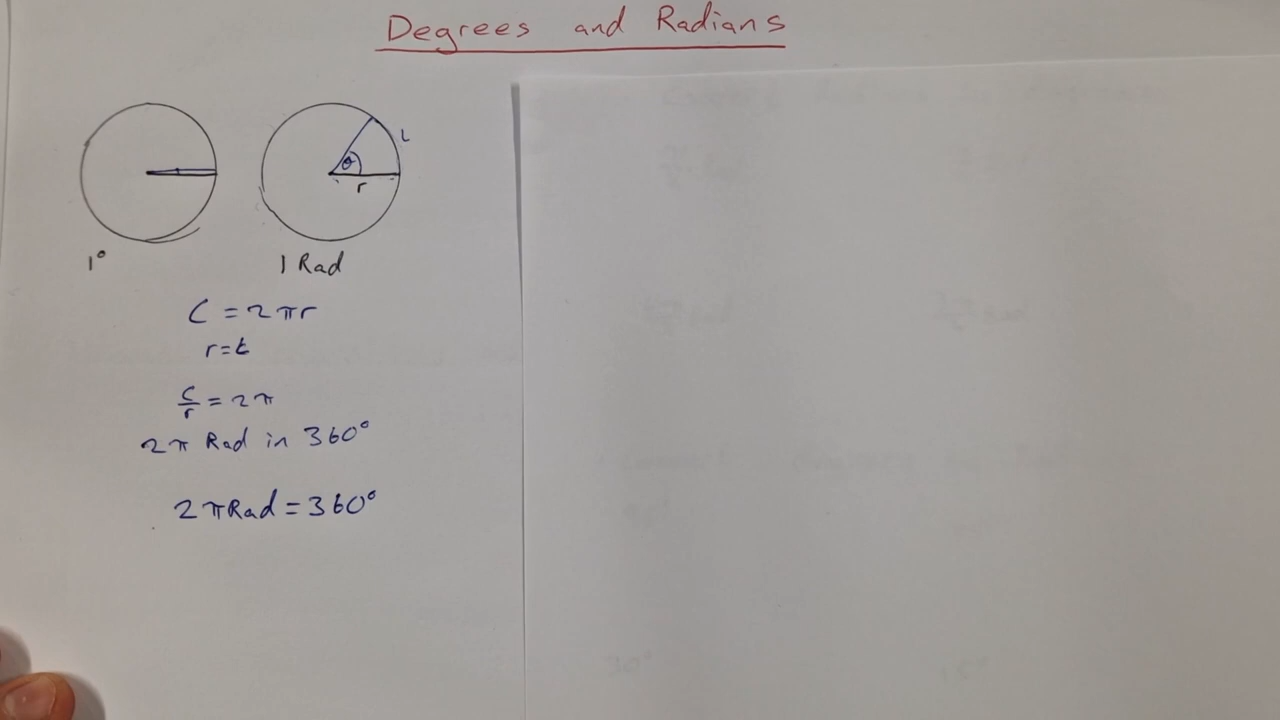 Degrees and Radians
θ
L
r
1°
1 Rad
C = 2πr
r=L
C/r = 2π
2π Rad in 360°
2πRad = 360°